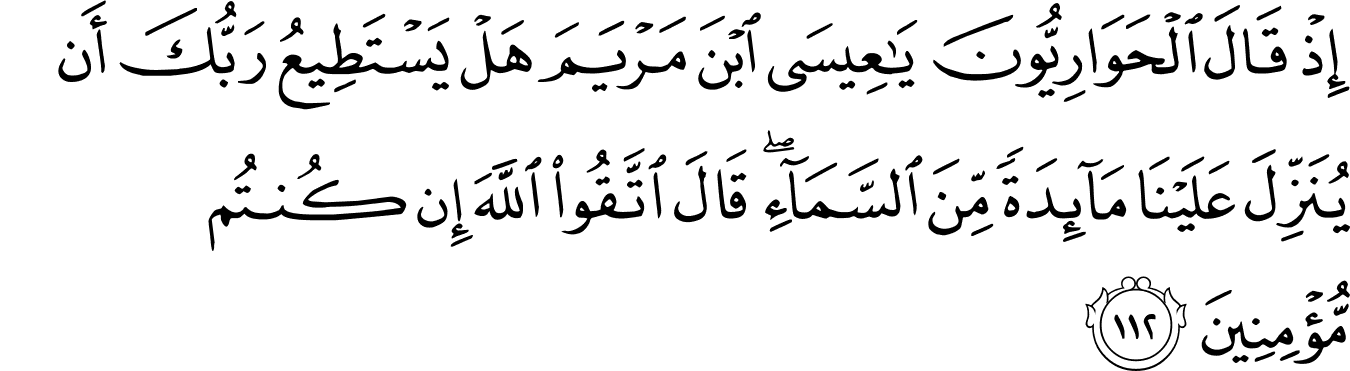 إِذۡ قَالَ ٱلۡحَوَارِيُّونَ يَٰعِيسَى ٱبۡنَ مَرۡيَمَ هَلۡ يَسۡتَطِيعُ رَبُّكَ أَن
يُنَزِّلَ عَلَيۡنَا مَآئِدَةٗ مِّنَ ٱلسَّمَآءِۖ قَالَ ٱتَّقُواْ ٱللَّهَ إِن كُنتُم
مُّؤۡمِنِينَ ١١٢